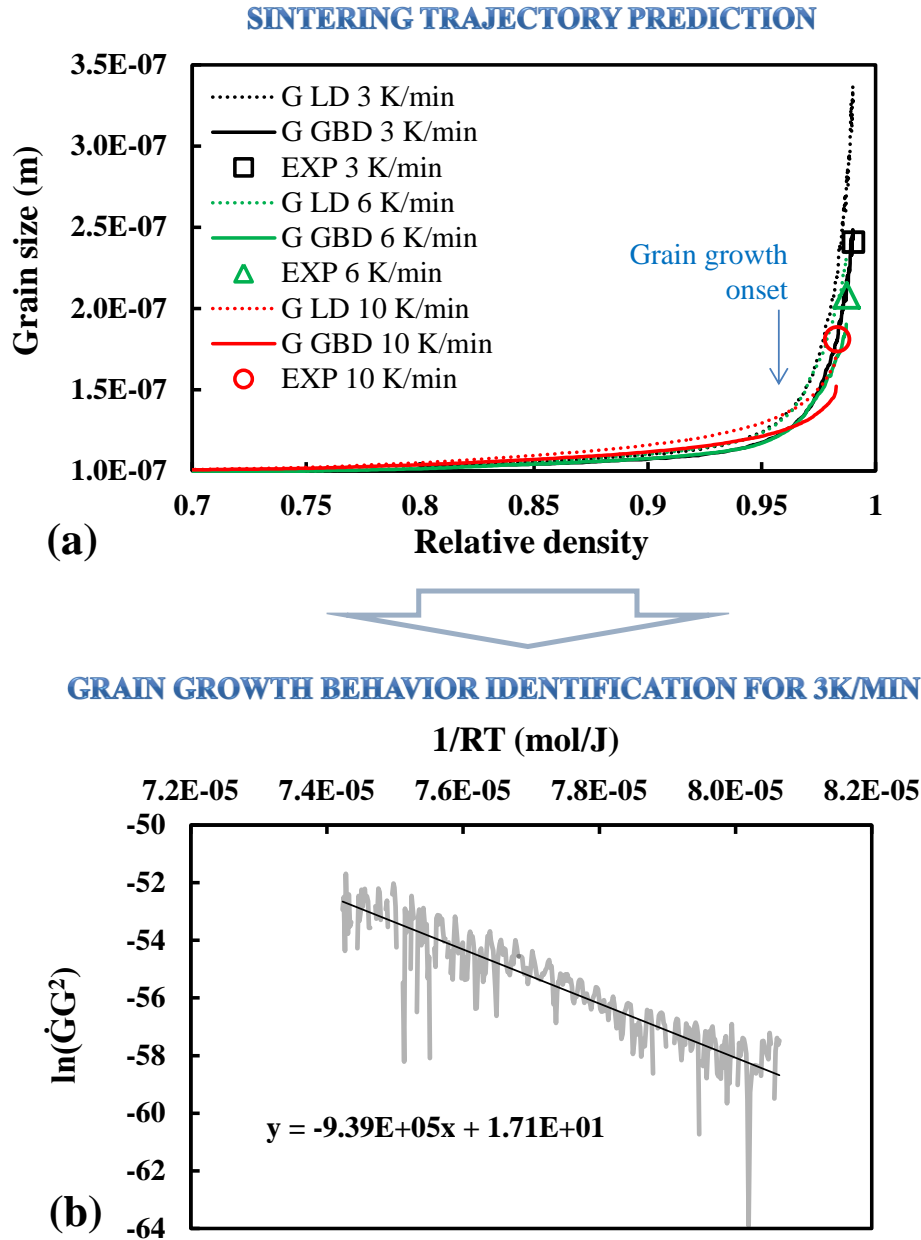 SINTERING TRAJECTORY PREDICTION
(a)
Grain size (m)
3.5E-07
3.0E-07
2.5E-07
2.0E-07
1.5E-07
1.0E-07
G LD 3 K/min
G GBD 3 K/min
EXP 3 K/min
G LD 6 K/min
G GBD 6 K/min
EXP 6 K/min
G LD 10 K/min
G GBD 10 K/min
EXP 10 K/min
Grain growth
onset
0.7 0.75 0.8 0.85 0.9 0.95 1
Relative density
GRAIN GROWTH BEHAVIOR IDENTIFICATION FOR 3K/MIN
1/RT (mol/J)
7.2E-05 7.4E-05 7.6E-05 7.8E-05 8.0E-05 8.2E-05
-50
-52
-54
-56
-58
-60
-62
-64
ln(ĠG²)
y = -9.39E+05x + 1.71E+01
(b)